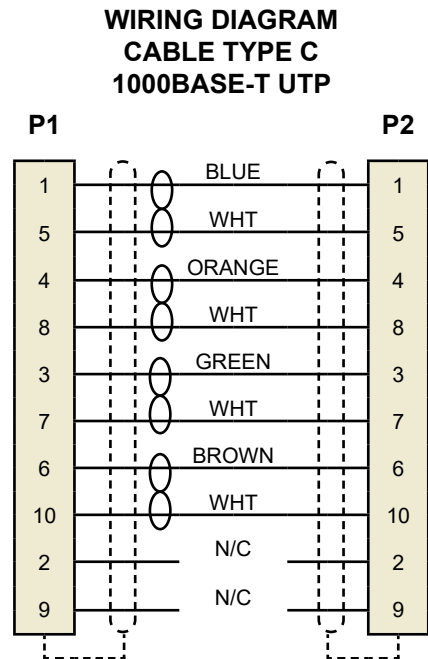 WIRING DIAGRAM
CABLE TYPE C
1000BASE-T UTP
P1 P2
1 BLUE 1
5 WHT 5
4 ORANGE 4
8 WHT 8
3 GREEN 3
7 WHT 7
6 BROWN 6
10 WHT 10
2 N/C 2
9 N/C 9